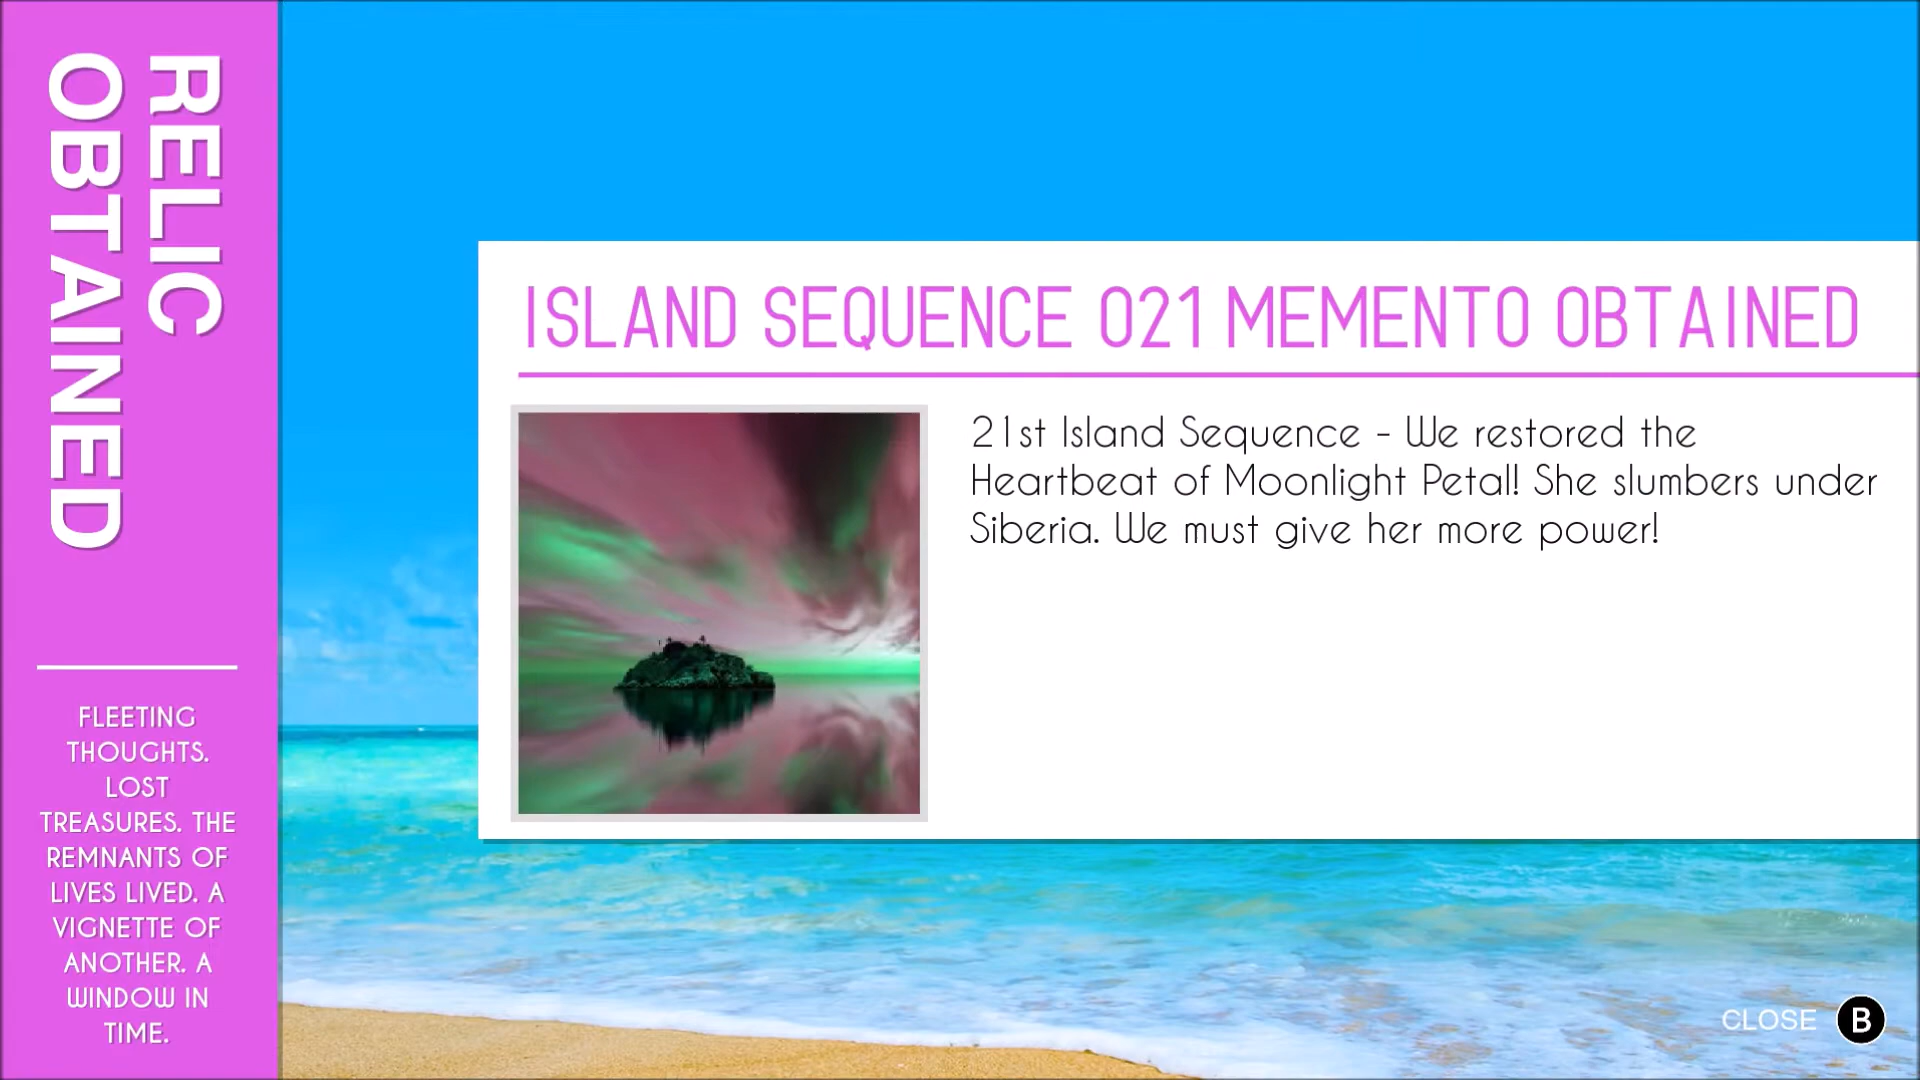 RELIC
OBTAINED
FLEETING
THOUGHTS.
LOST
TREASURES. THE
REMNANTS OF
LIVES LIVED. A
VIGNETTE OF
ANOTHER. A
WINDOW IN
TIME.
ISLAND SEQUENCE 021 MEMENTO OBTAINED
21st Island Sequence - We restored the
Heartbeat of Moonlight Petal! She slumbers under
Siberia. We must give her more power!
CLOSE B